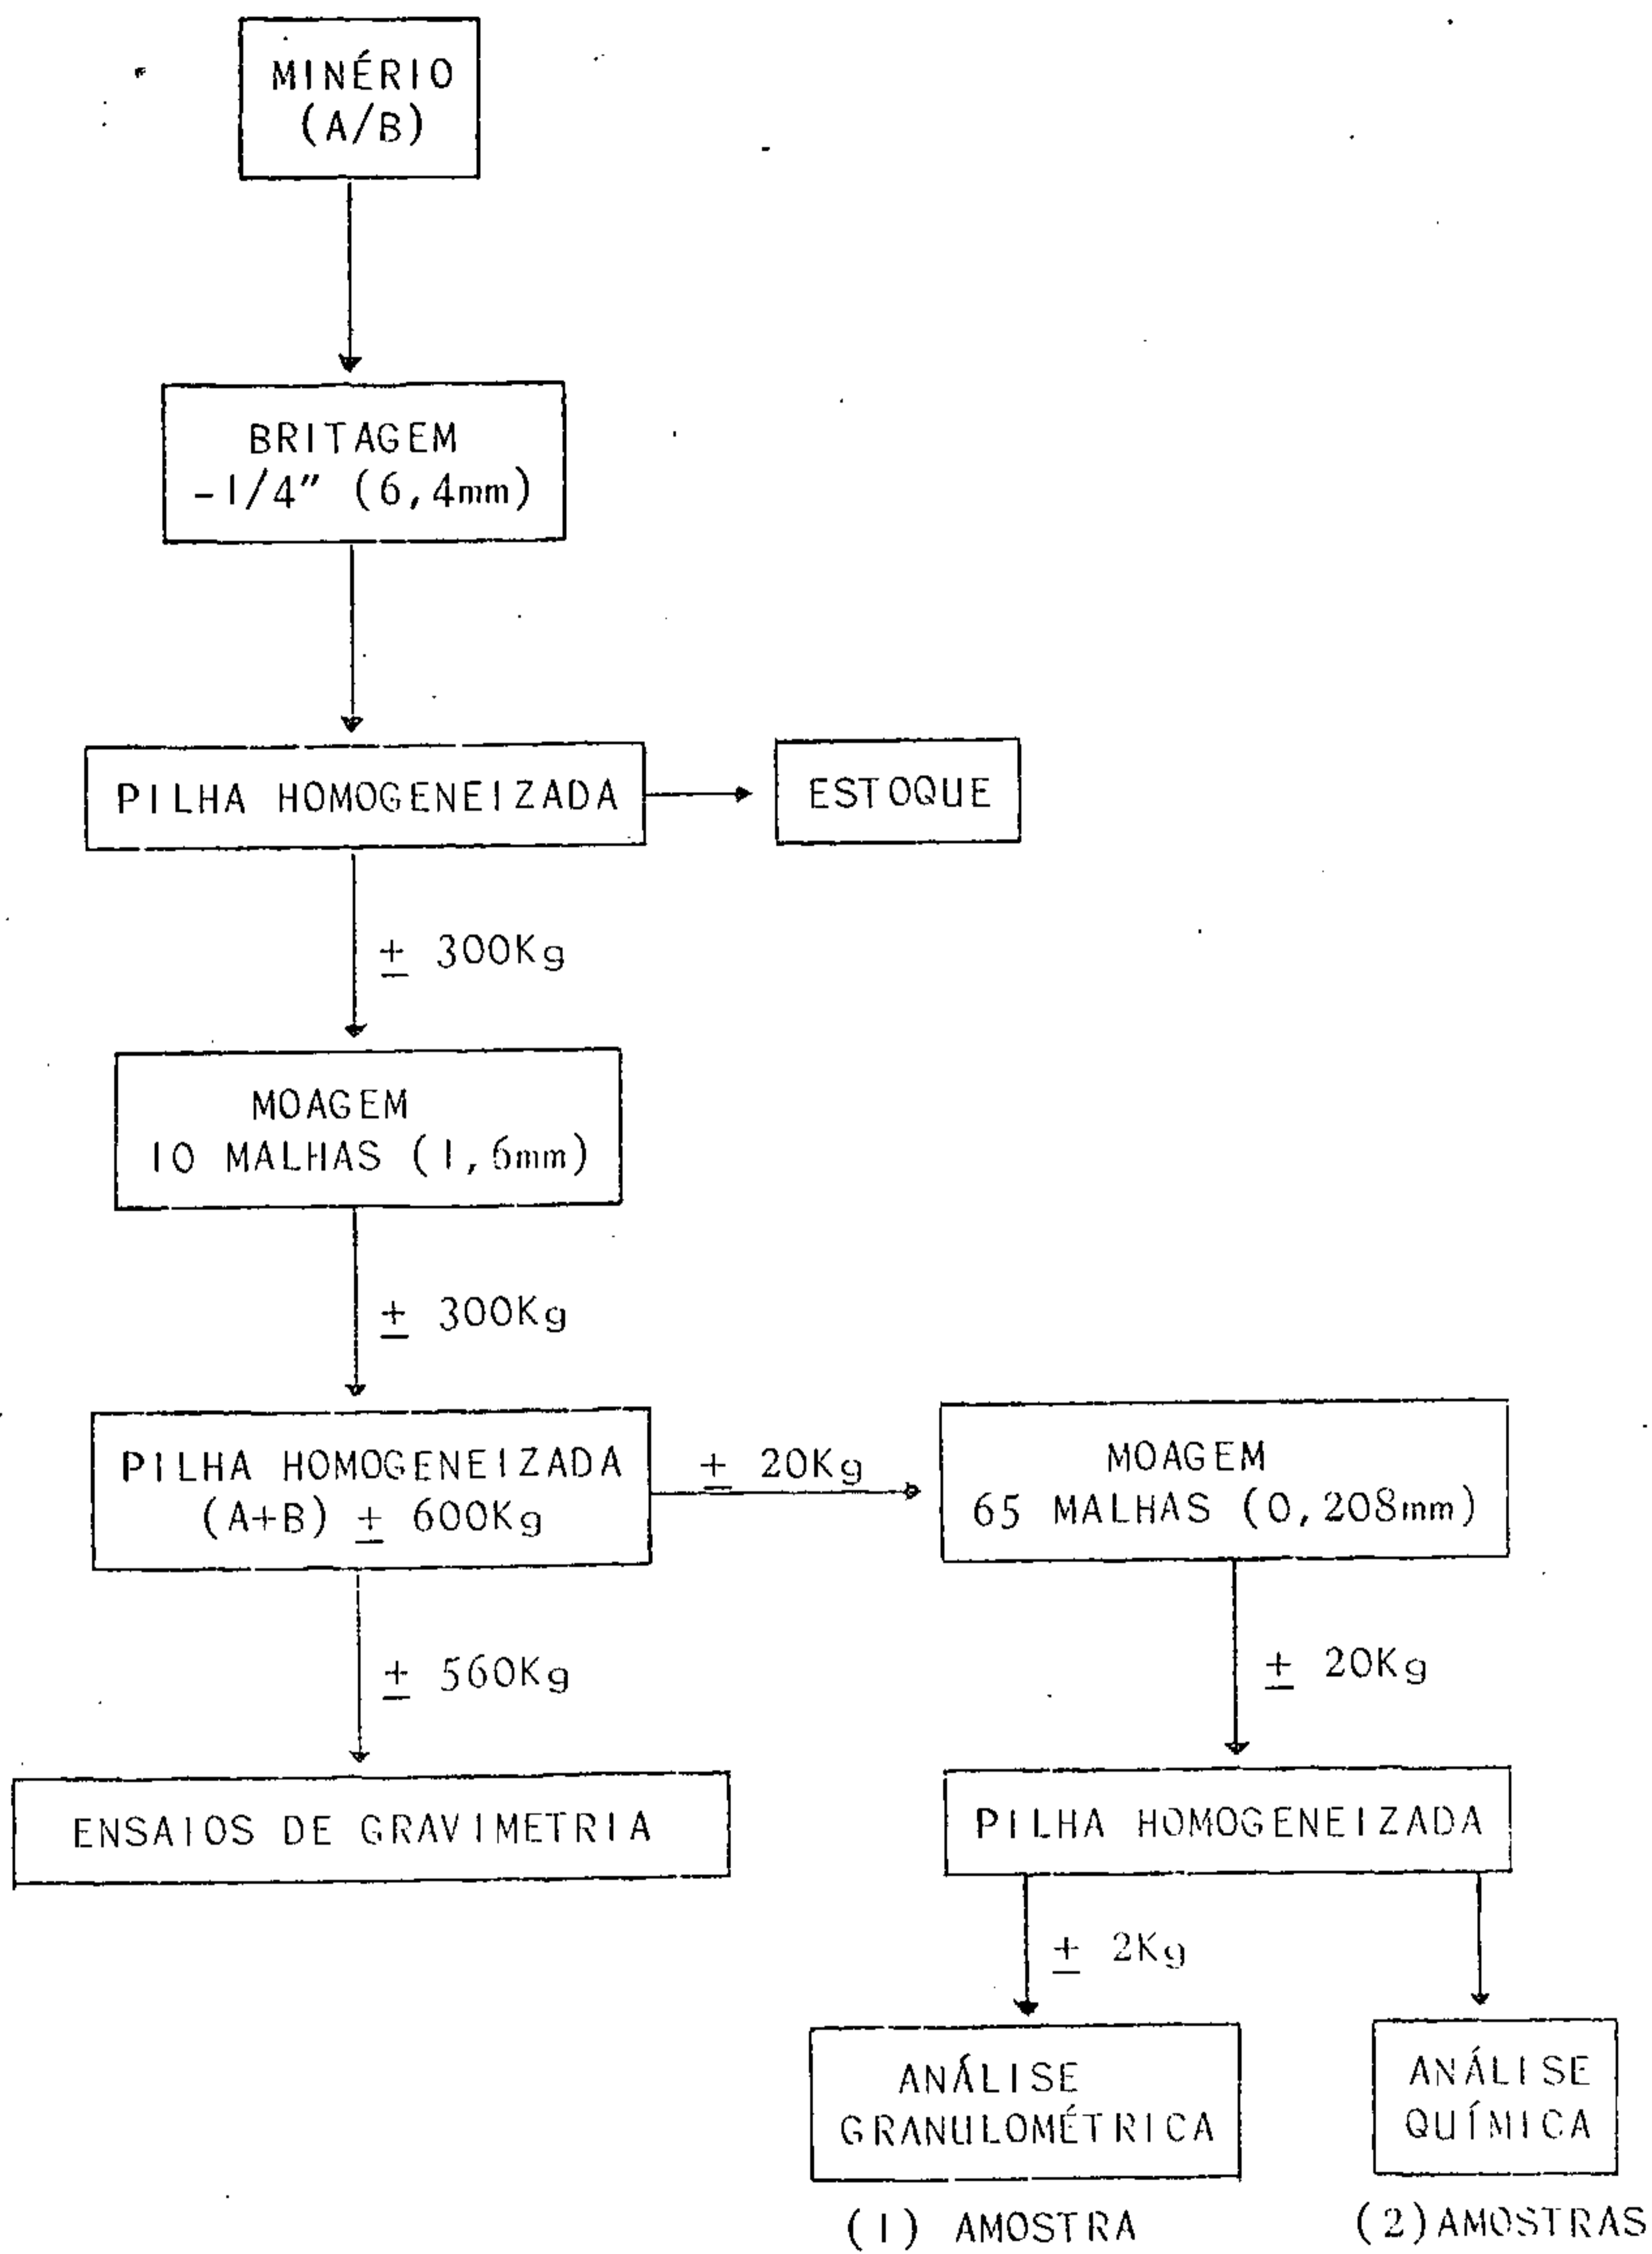 MINÉRIO
(A/B)
BRITAGEM
-1/4" (6,4mm)
PILHA HOMOGENEIZADA
ESTOQUE
± 300Kg
MOAGEM
10 MALHAS (1,6mm)
± 300Kg
PILHA HOMOGENEIZADA
(A+B) ± 600Kg
± 20Kg
MOAGEM
65 MALHAS (0,208mm)
± 560Kg
± 20Kg
ENSAIOS DE GRAVIMETRIA
PILHA HOMOGENEIZADA
± 2Kg
ANÁLISE
GRANULOMÉTRICA
(1) AMOSTRA
ANÁLISE
QUÍMICA
(2) AMOSTRAS